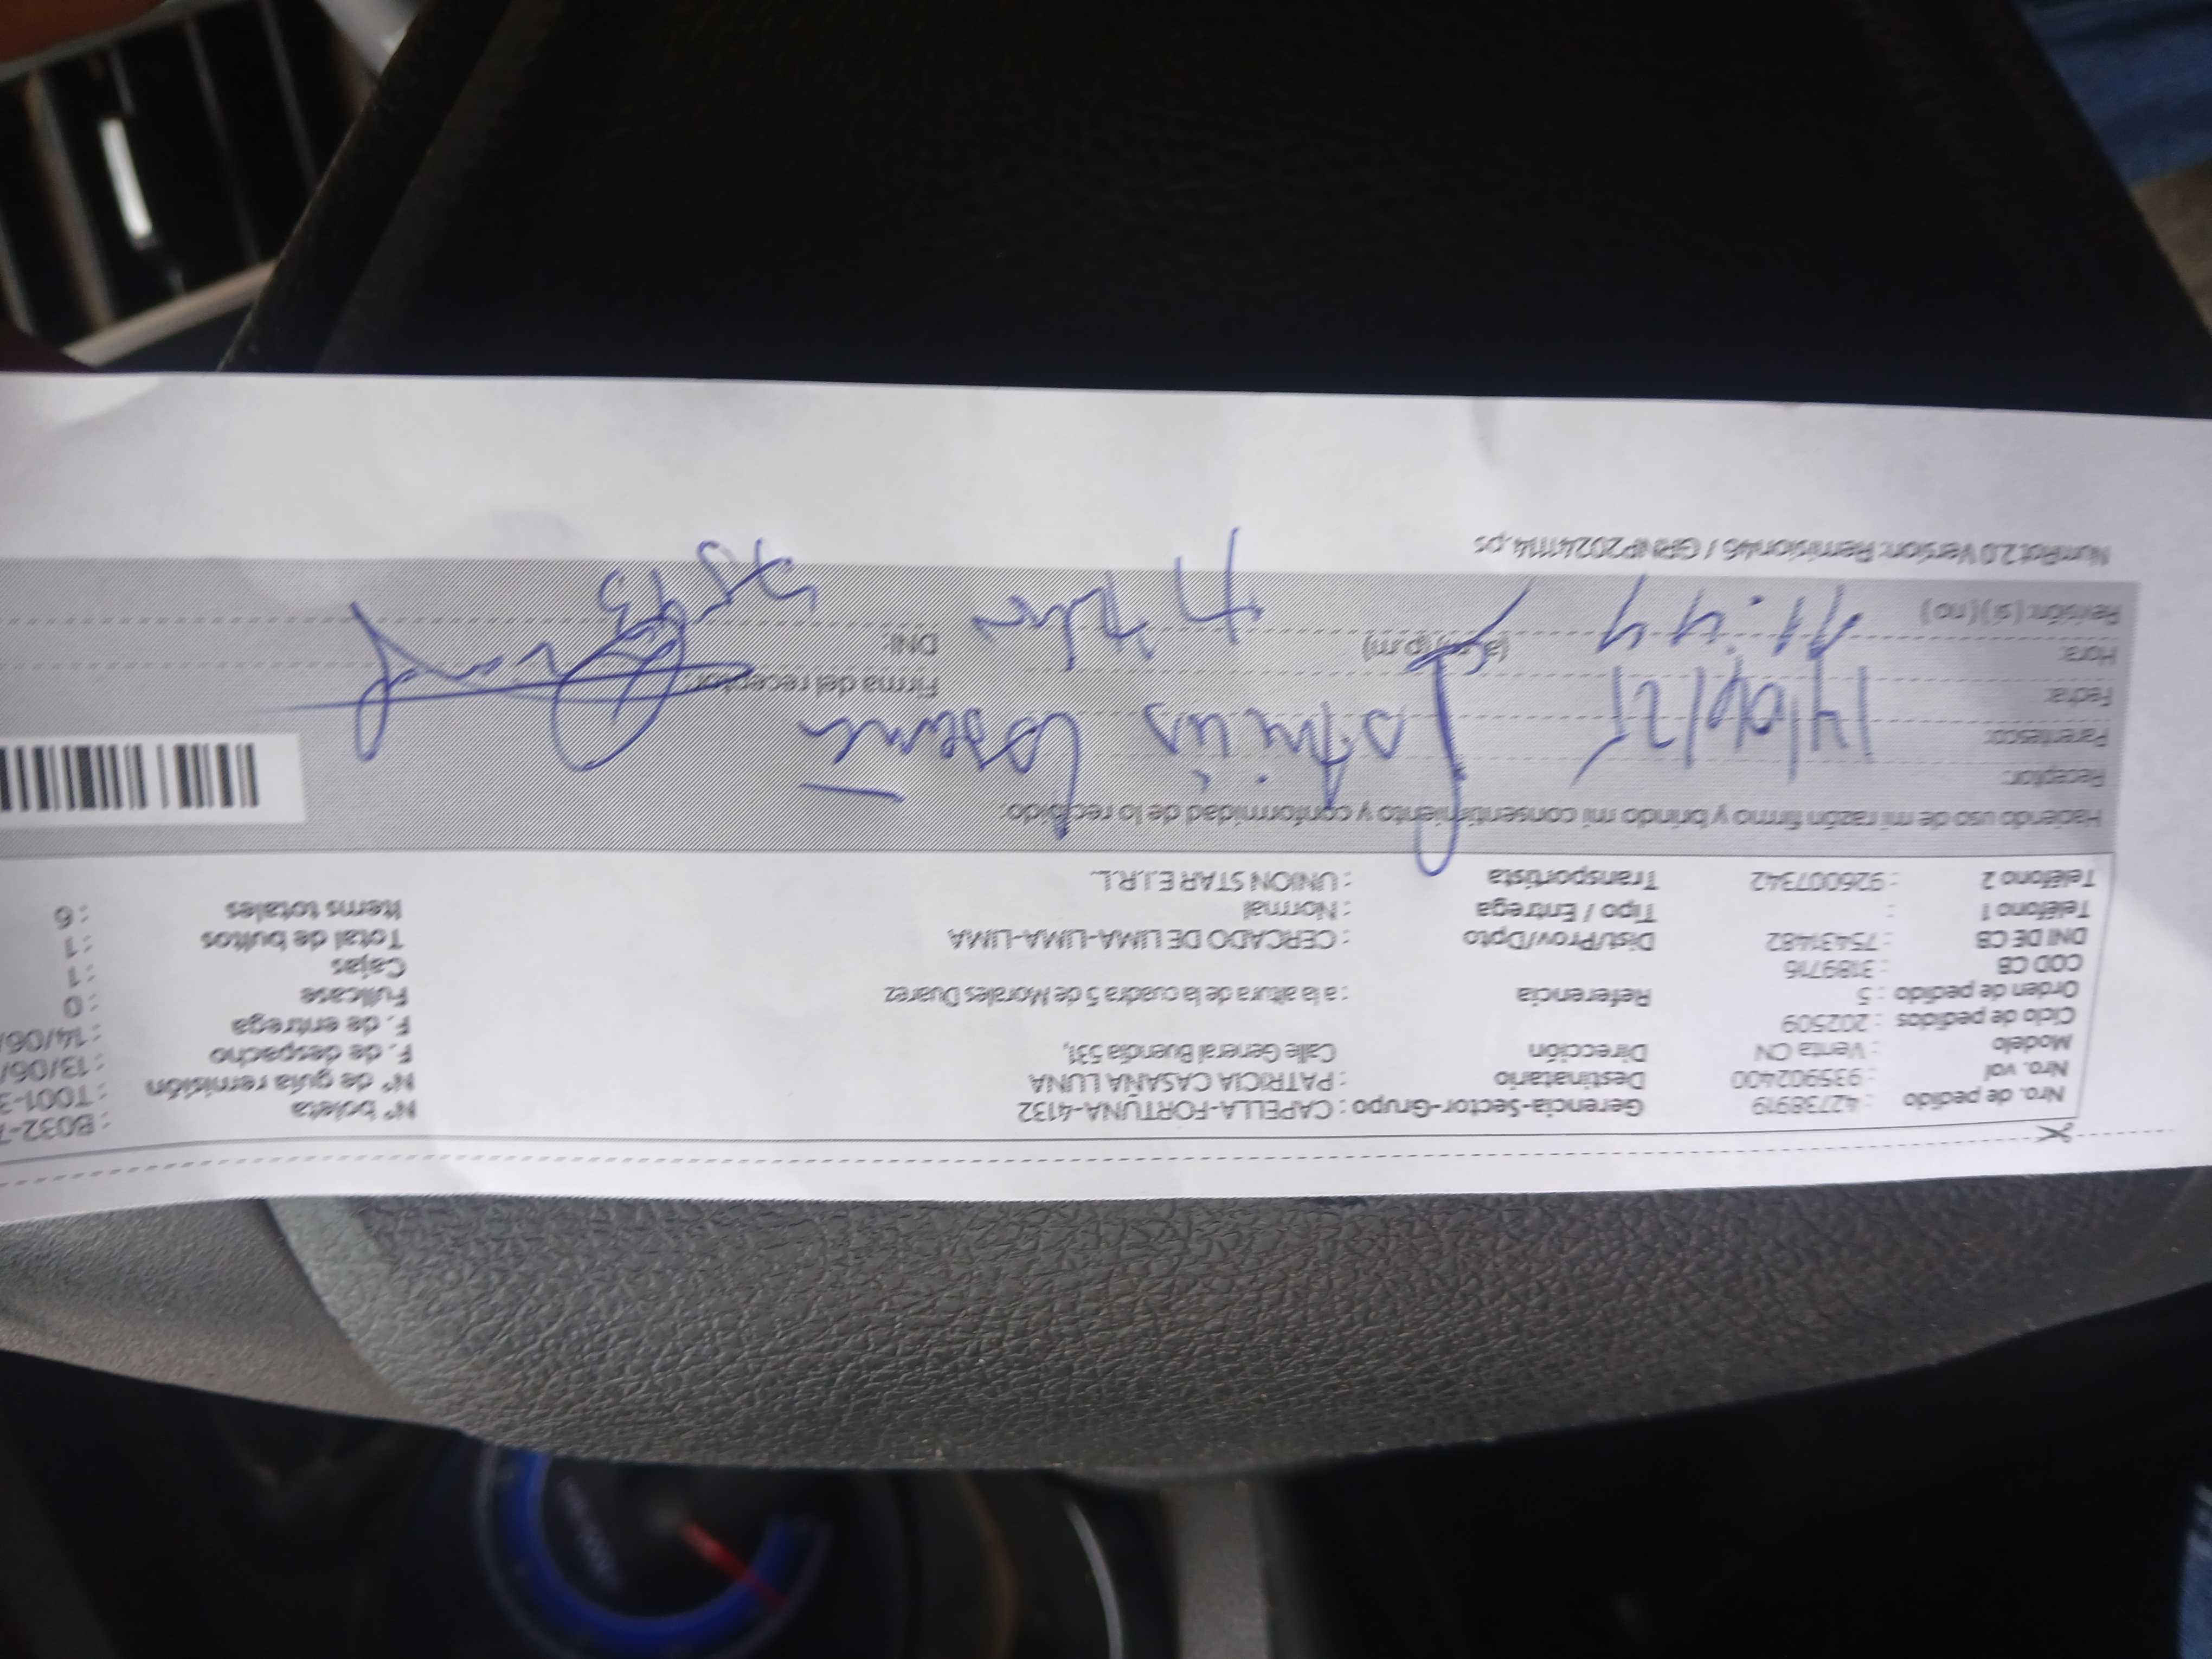 Nro. de pedido : 42738919 Gerencia-Sector-Grupo : CAPELLA-FORTUNA-4132 N° boleta : B032-
Nro. vol : 935902400 Destinatario : PATRICIA CASAÑA LUNA N° de guía remisión : T001-3
Modelo : Venta CN Dirección Calle General Buendia 531, F. de despacho : 13/06/
Ciclo de pedidos : 202509 F. de entrega : 14/06/
Orden de pedido : 5 Referencia : a la altura de la cuadra 5 de Morales Duarez Fullcase : 0
COD CB : 3189716 Cajas : 1
DNI DE CB : 75431482 Dist/Prov/Dpto : CERCADO DE LIMA-LIMA-LIMA Total de bultos : 1
Teléfono 1 : Tipo / Entrega : Normal Items totales : 6
Teléfono 2 : 926007342 Transportista : UNION STAR E.I.R.L.
Haciendo uso de mi razón firmo y brindo mi consentimiento y conformidad de lo recibido:
Receptor:
Parentesco:
Fecha: 14/06/25 Firma del receptor:
Hora: 11:44 (a.m) (p.m) DNI:
Revisión: (si) (no)
NumRot 2.0 Version: Remision46 / GRNP20241114.ps